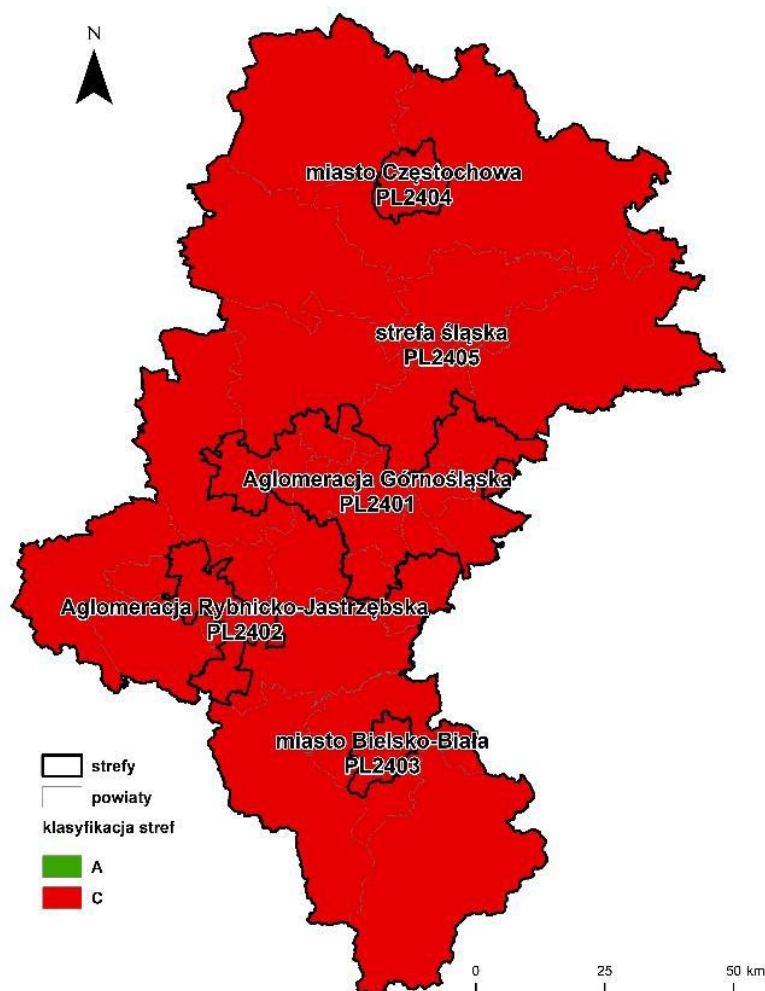 N
miasto Częstochowa
PL2404
strefa śląska
PL2405
Aglomeracja Górnośląska
PL2401
Aglomeracja Rybnicko-Jastrzębska
PL2402
miasto Bielsko-Biała
PL2403
strefy
powiaty
klasyfikacja stref
A
C
0 25 50 km